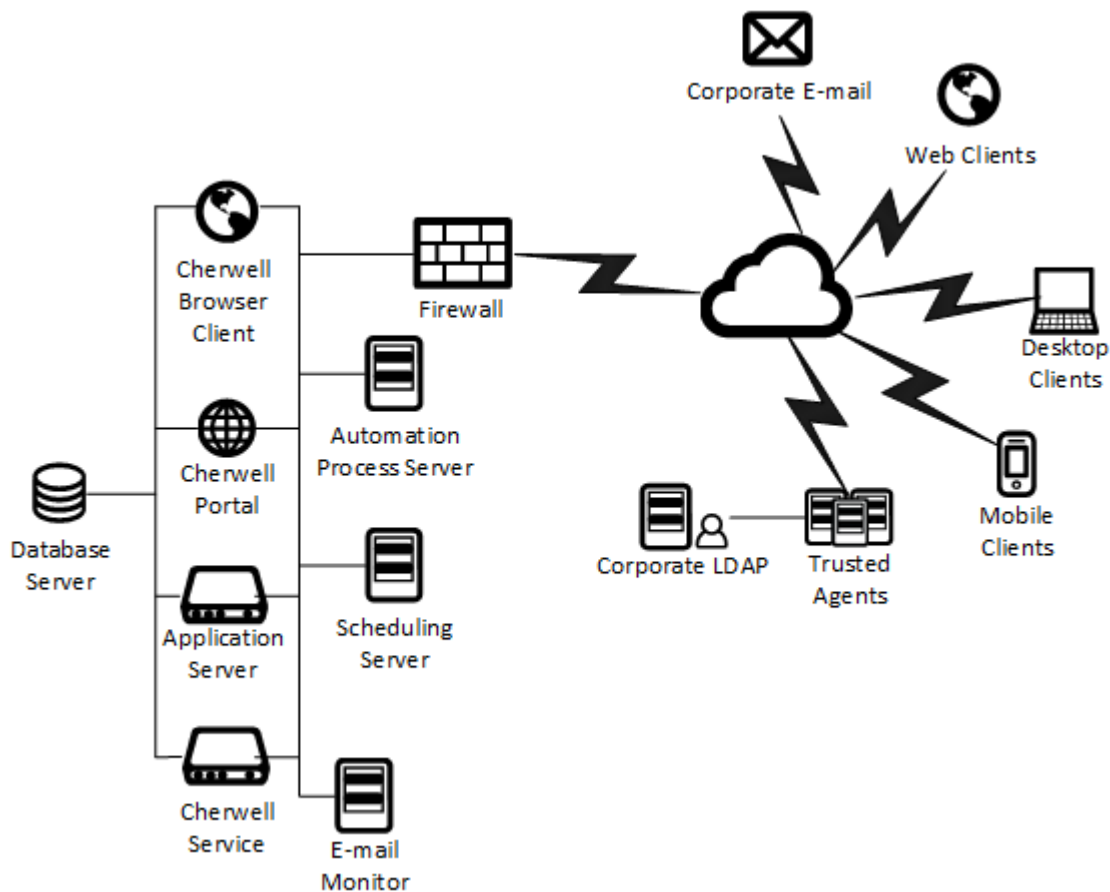 Corporate E-mail
Web Clients
Cherwell
Browser
Client
Firewall
Desktop
Clients
Automation
Process Server
Cherwell
Portal
Database
Server
Mobile
Clients
Corporate LDAP
Trusted
Agents
Application
Server
Scheduling
Server
Cherwell
Service
E-mail
Monitor